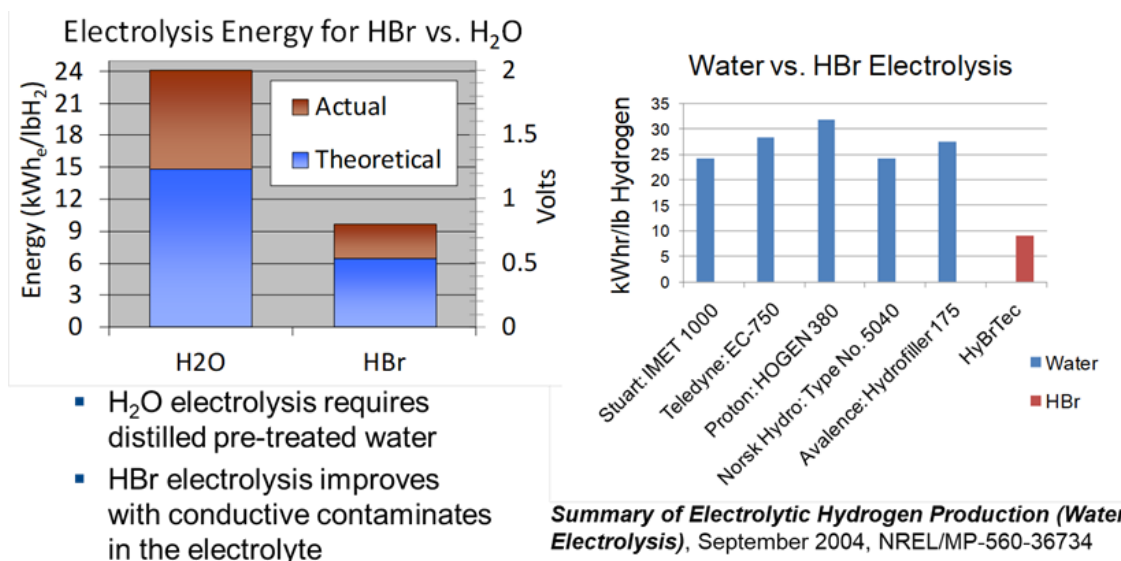 Electrolysis Energy for HBr vs. H₂O
Energy (kWhₑ/lbH₂)
24
21
18
15
12
9
6
3
0
Actual
Theoretical
2
1.5
1
0.5
0
Volts
H2O
HBr
▪ H₂O electrolysis requires
distilled pre-treated water
▪ HBr electrolysis improves
with conductive contaminates
in the electrolyte
Water vs. HBr Electrolysis
kWhr/lb Hydrogen
35
30
25
20
15
10
5
0
Stuart: IMET 1000
Teledyne: EC-750
Proton: HOGEN 380
Norsk Hydro: Type No. 5040
Avalence: Hydrofiller 175
HyBrTec
Water
HBr
Summary of Electrolytic Hydrogen Production (Water
Electrolysis), September 2004, NREL/MP-560-36734